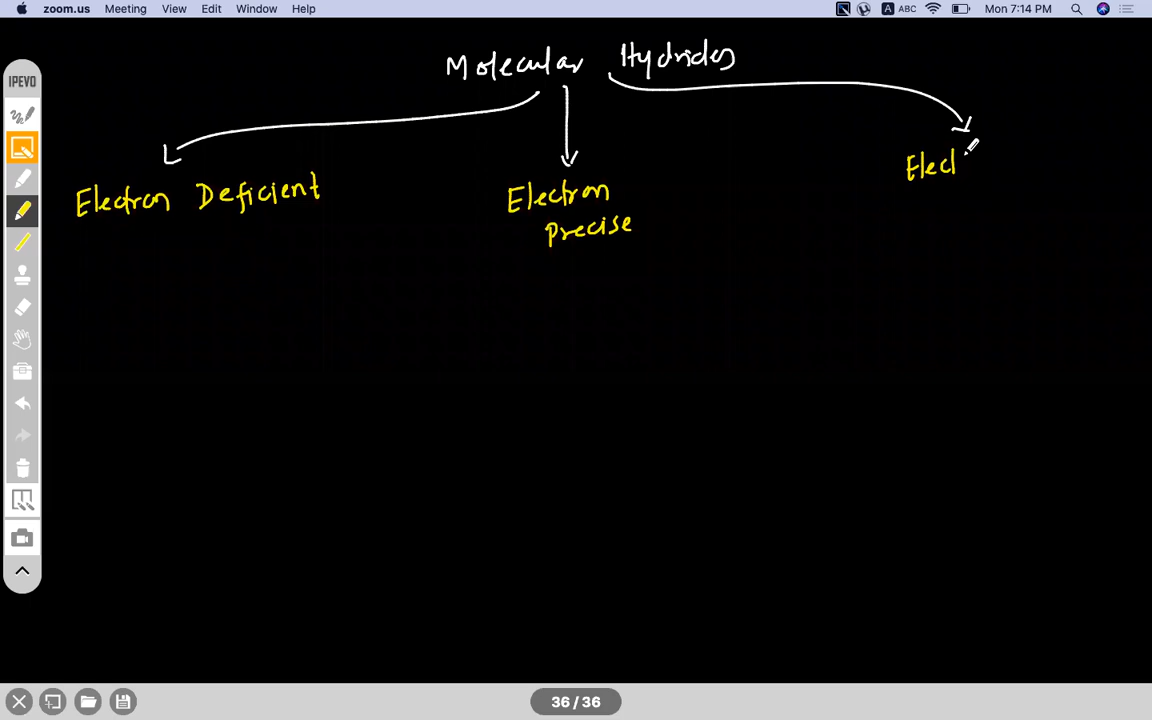 zoom.us Meeting View Edit Window Help A ABC Mon 7:14 PM
Molecular Hydrides
IPEVO
Electron Deficient
Electron
precise
Elect
36 / 36